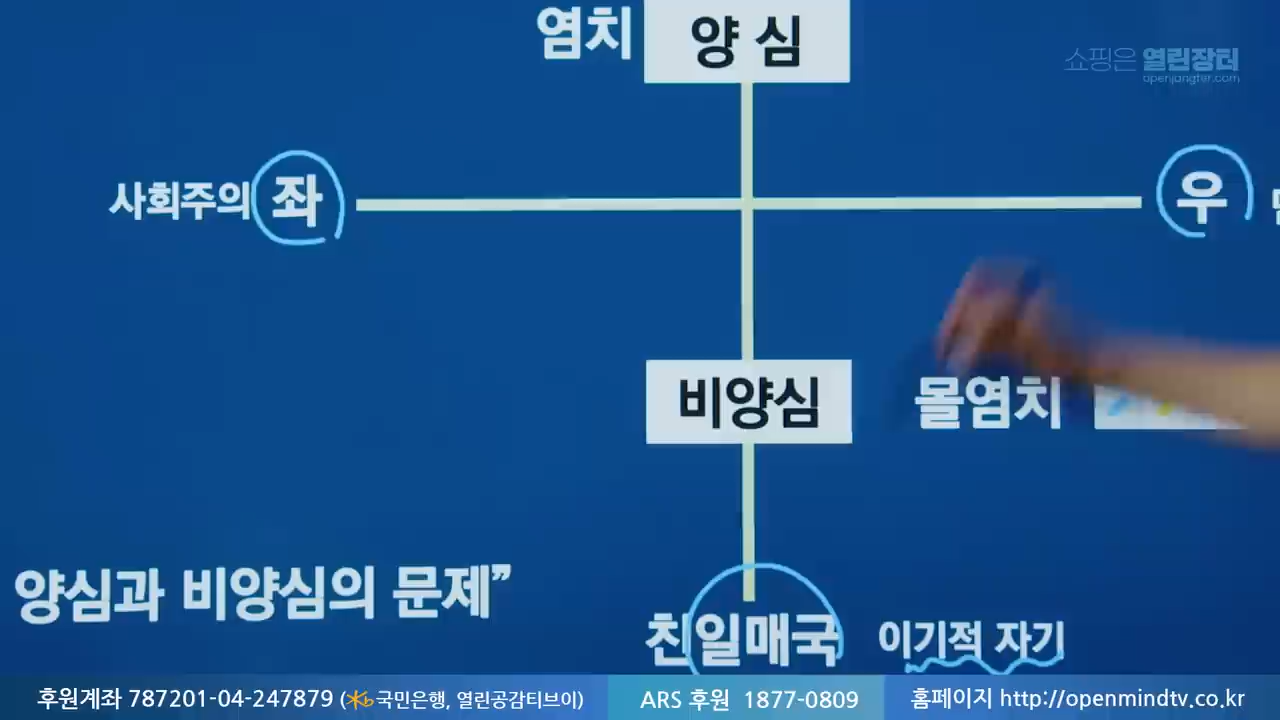 염치 양 심
쇼핑은 열린장터
openjangter.com
사회주의 좌
우
비양심 몰염치
양심과 비양심의 문제”
친일매국 이기적 자기
후원계좌 787201-04-247879 (국민은행, 열린공감티브이)
ARS 후원 1877-0809
홈페이지 http://openmindtv.co.kr